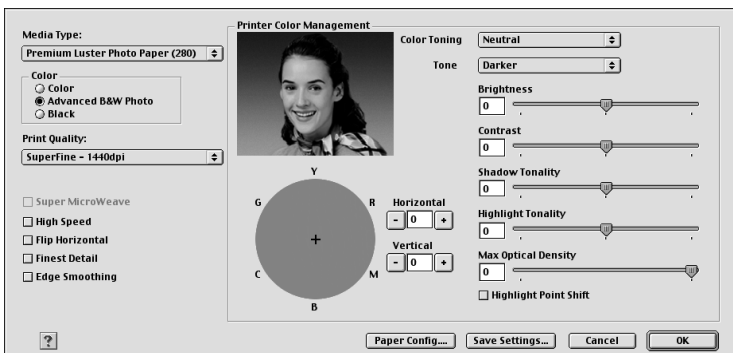 Media Type:
Premium Luster Photo Paper (280)
Color
Color
Advanced B&W Photo
Black
Print Quality:
SuperFine - 1440dpi
Super MicroWeave
High Speed
Flip Horizontal
Finest Detail
Edge Smoothing
?
Printer Color Management
Color Toning Neutral
Tone Darker
Y
G R
C M
B
Horizontal
- 0 +
Vertical
- 0 +
Brightness
0
Contrast
0
Shadow Tonality
0
Highlight Tonality
0
Max Optical Density
0
Highlight Point Shift
Paper Config.... Save Settings... Cancel OK